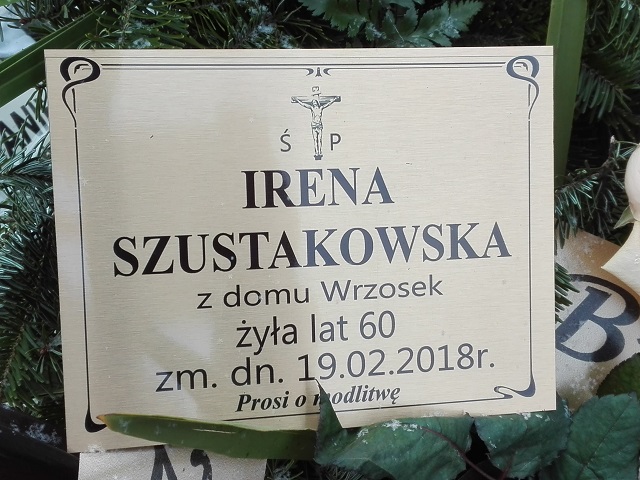 Ś P
IRENA
SZUSTAKOWSKA
z domu Wrzosek
żyła lat 60
zm. dn. 19.02.2018r.
Prosi o modlitwę